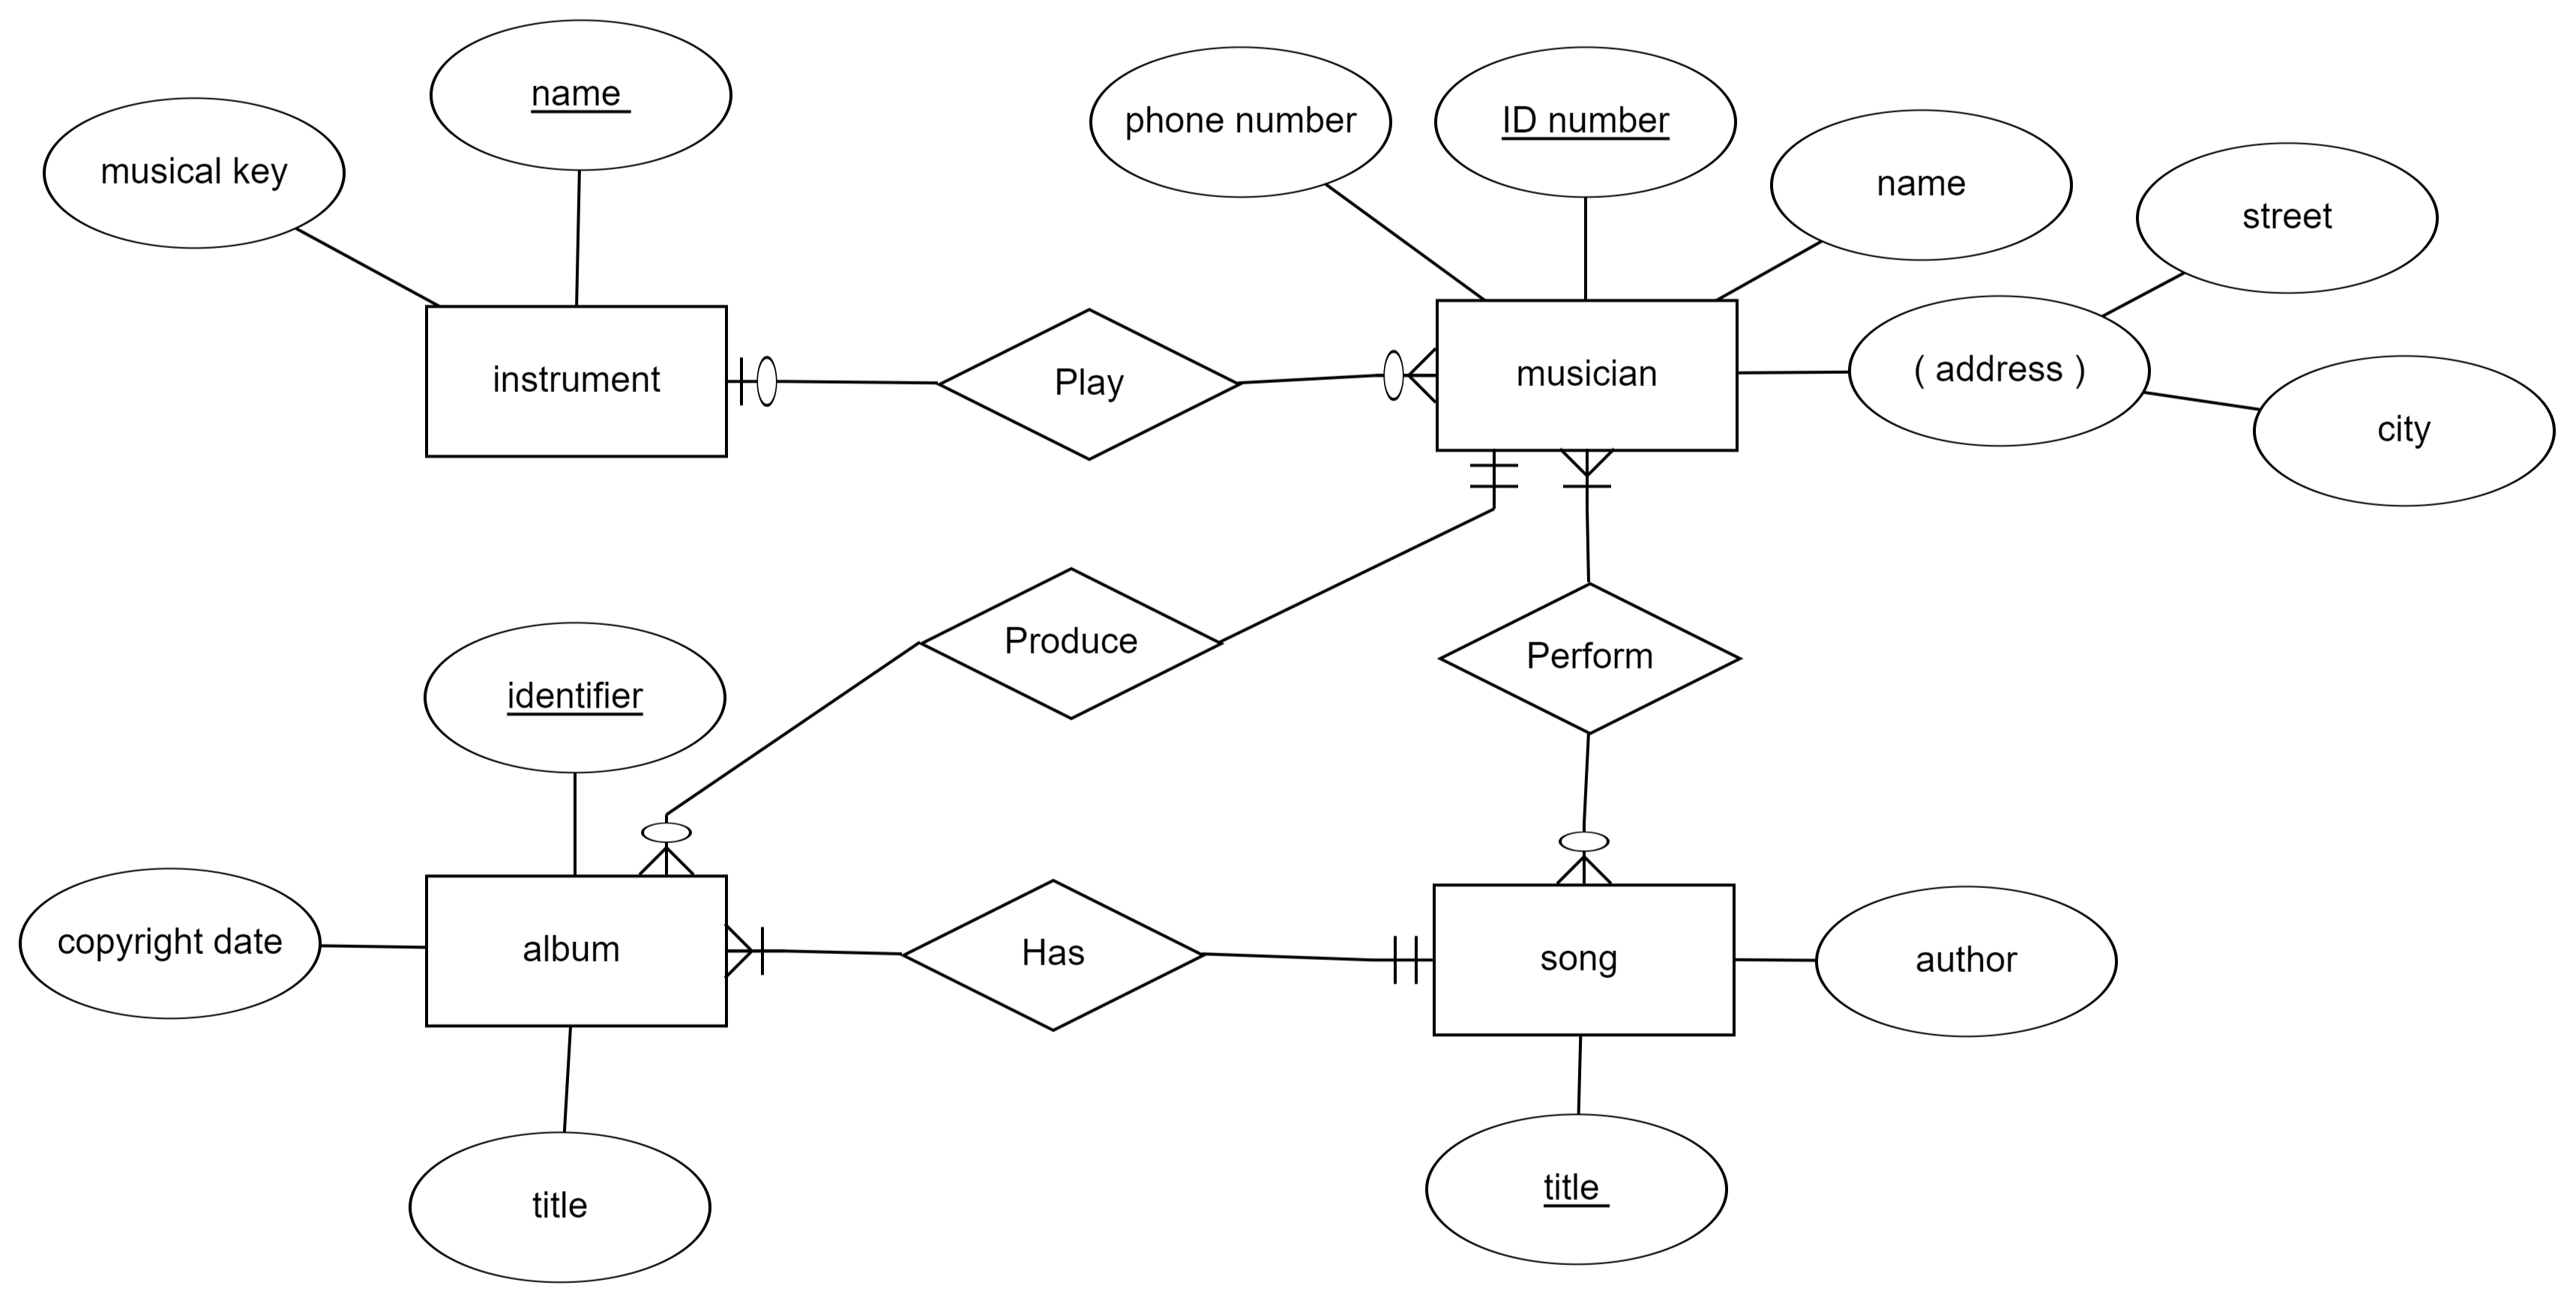 name
musical key
phone number
ID number
name
street
( address )
city
instrument
Play
musician
Produce
Perform
identifier
copyright date
album
Has
song
author
title
title